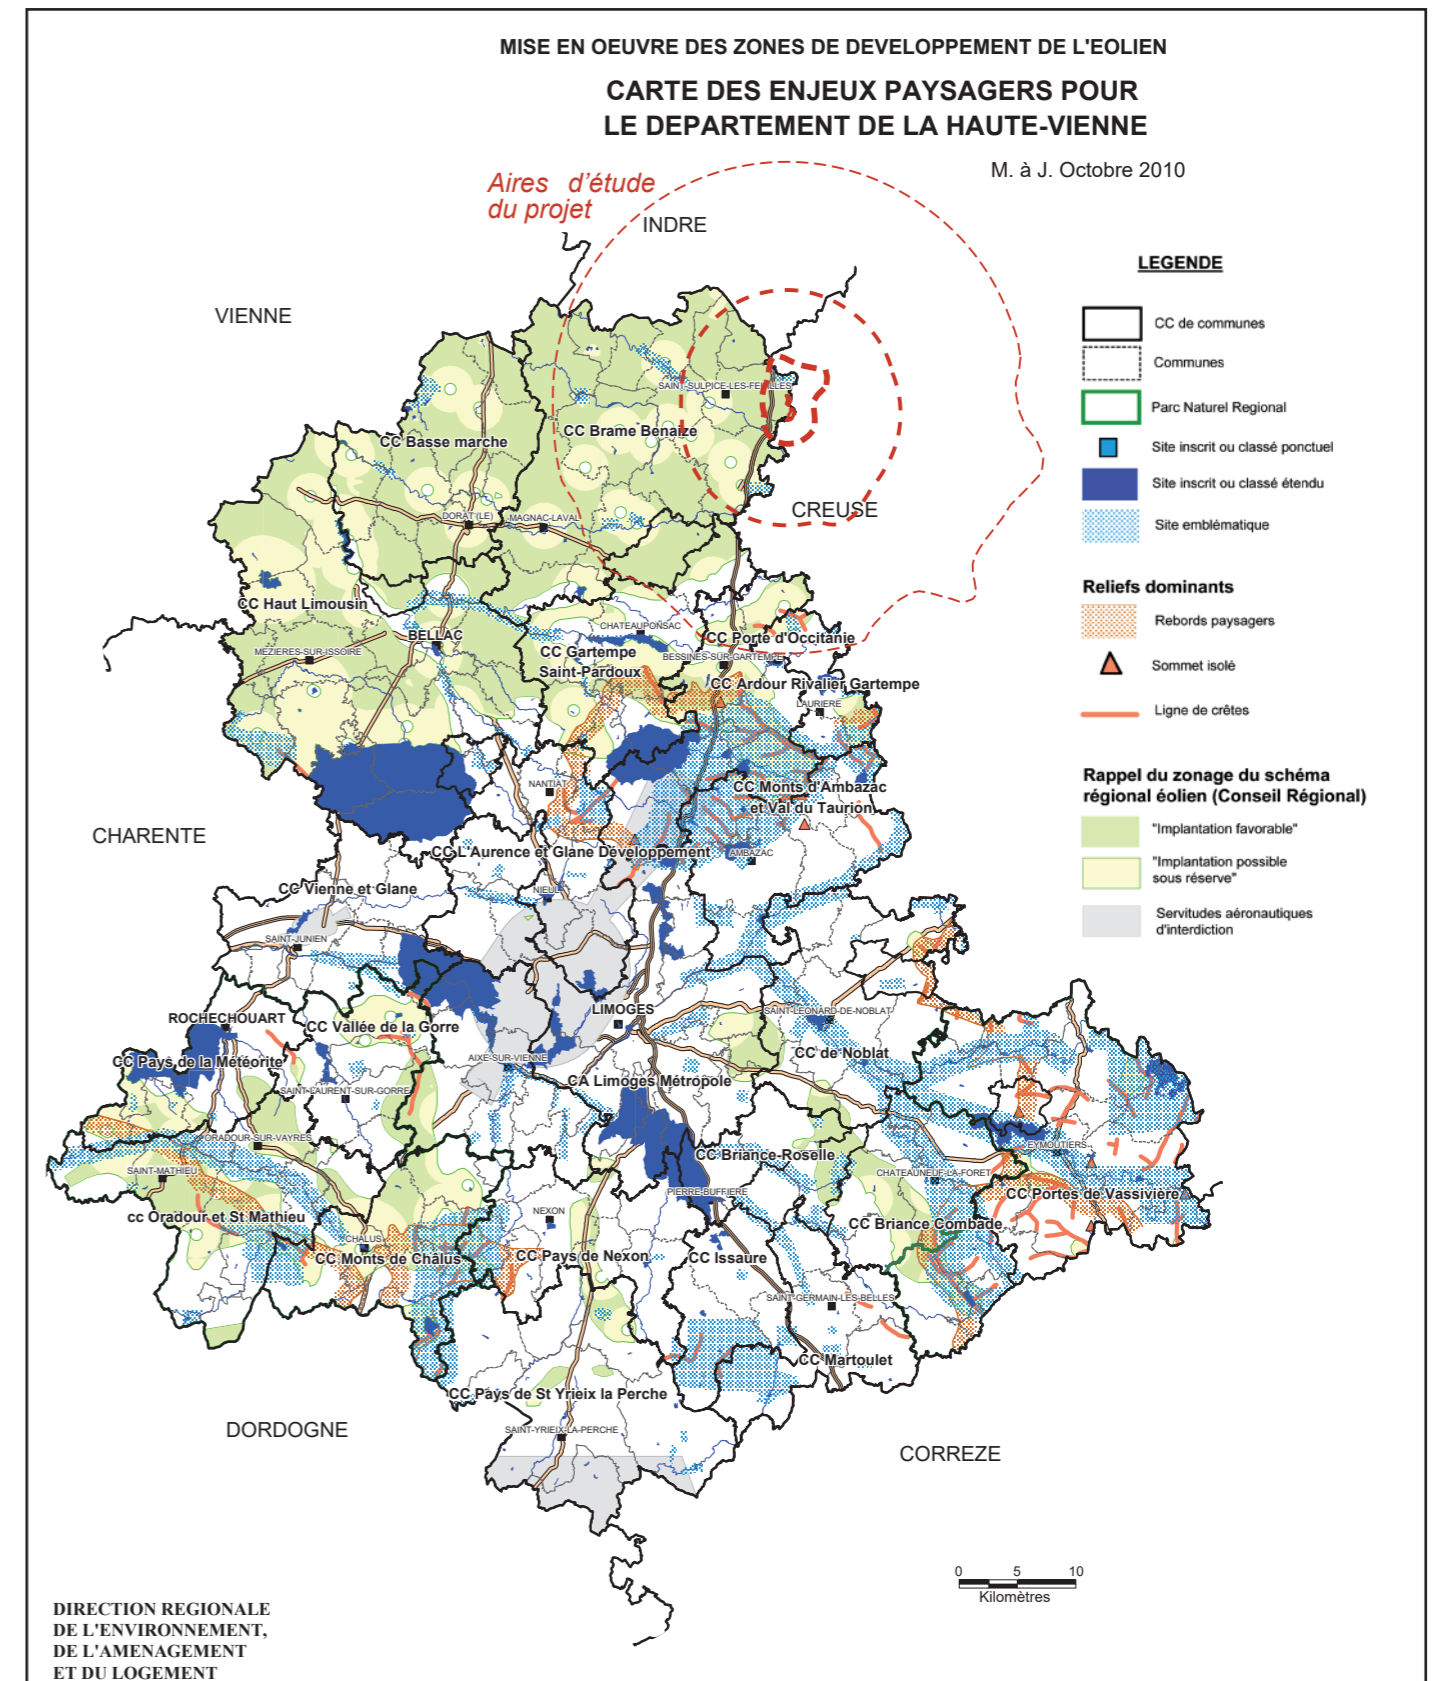 MISE EN OEUVRE DES ZONES DE DEVELOPPEMENT DE L'EOLIEN
CARTE DES ENJEUX PAYSAGERS POUR
LE DEPARTEMENT DE LA HAUTE-VIENNE
M. à J. Octobre 2010
Aires d'étude
du projet
INDRE
VIENNE
CREUSE
CHARENTE
DORDOGNE
CORREZE
SAINT-SULPICE-LES-FEUILLES
CC Brame Benaize
CC Basse marche
DORAT (LE)
MAGNAC-LAVAL
CC Haut Limousin
BELLAC
MEZIERES-SUR-ISSOIRE
CHATEAUPONSAC
CC Gartempe
Saint-Pardoux
CC Porte d'Occitanie
BESSINES-SUR-GARTEMPE
CC Ardour Rivalier Gartempe
LAURIERE
NANTIAT
CC Monts d'Ambazac
et Val du Taurion
AMBAZAC
CC L'Aurence et Glane Développement
CC Vienne et Glane
NIEUL
SAINT-JUNIEN
ROCHECHOUART
CC Vallée de la Gorre
LIMOGES
SAINT-LEONARD-DE-NOBLAT
CC Pays de la Météorite
AIXE-SUR-VIENNE
CC de Noblat
SAINT-LAURENT-SUR-GORRE
CA Limoges Métropole
ORADOUR-SUR-VAYRES
CC Briance-Roselle
EYMOUTIERS
SAINT-MATHIEU
CHATEAUNEUF-LA-FORET
PIERRE-BUFFIERE
CC Portes de Vassivière
cc Oradour et St Mathieu
NEXON
CC Briance Combade
CHALUS
CC Monts de Châlus
CC Pays de Nexon
CC Issaure
SAINT-GERMAIN-LES-BELLES
CC Martoulet
CC Pays de St Yrieix la Perche
SAINT-YRIEIX-LA-PERCHE
LEGENDE
CC de communes
Communes
Parc Naturel Regional
Site inscrit ou classé ponctuel
Site inscrit ou classé étendu
Site emblématique
Reliefs dominants
Rebords paysagers
Sommet isolé
Ligne de crêtes
Rappel du zonage du schéma
régional éolien (Conseil Régional)
"Implantation favorable"
"Implantation possible
sous réserve"
Servitudes aéronautiques
d'interdiction
0 5 10
Kilomètres
DIRECTION REGIONALE
DE L'ENVIRONNEMENT,
DE L'AMENAGEMENT
ET DU LOGEMENT